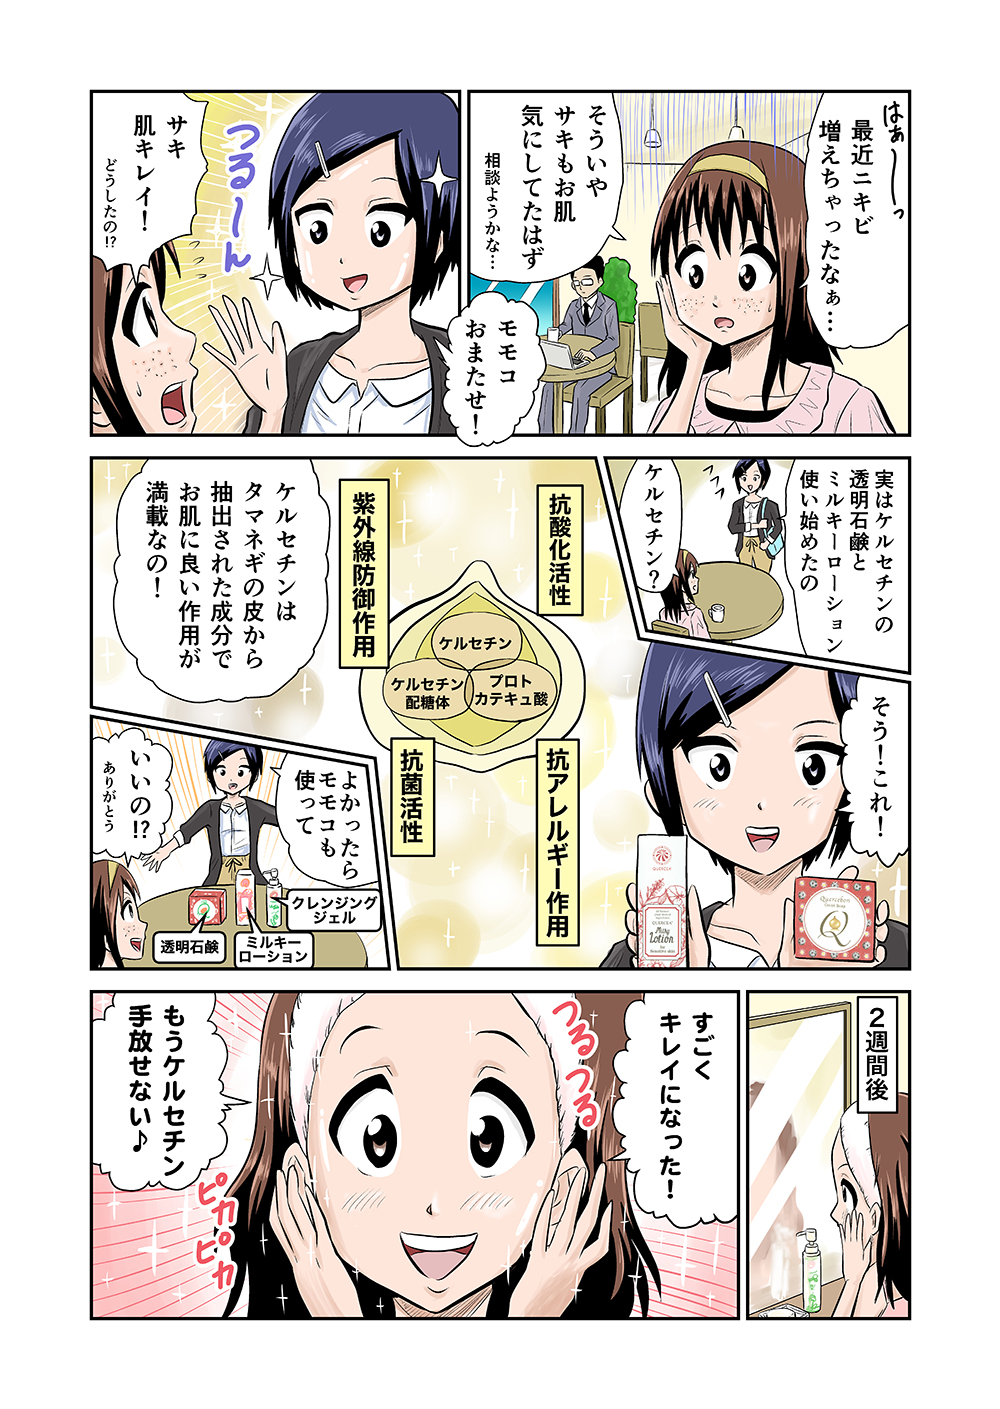 はぁーーっ
最近ニキビ
増えちゃったなぁ…
そういや
サキもお肌
気にしてたはず
相談ようかな…
モモコ
おまたせ！
つるーん
サキ
肌キレイ！
どうしたの!?
実はケルセチンの
透明石鹸と
ミルキーローション
使い始めたの
ケルセチン？
そう！これ！
QUERCEA
Milky
Lotion
Q
ケルセチンは
タマネギの皮から
抽出された成分で
お肌に良い作用が
満載なの！
抗酸化活性
紫外線防御作用
ケルセチン
ケルセチン
配糖体
プロト
カテキュ酸
抗アレルギー作用
抗菌活性
よかったら
モモコも
使って
いいの!?
ありがとう
クレンジング
ジェル
ミルキー
ローション
透明石鹸
2週間後
すごく
キレイになった！
つるつる
もうケルセチン
手放せない♪
ピカピカ